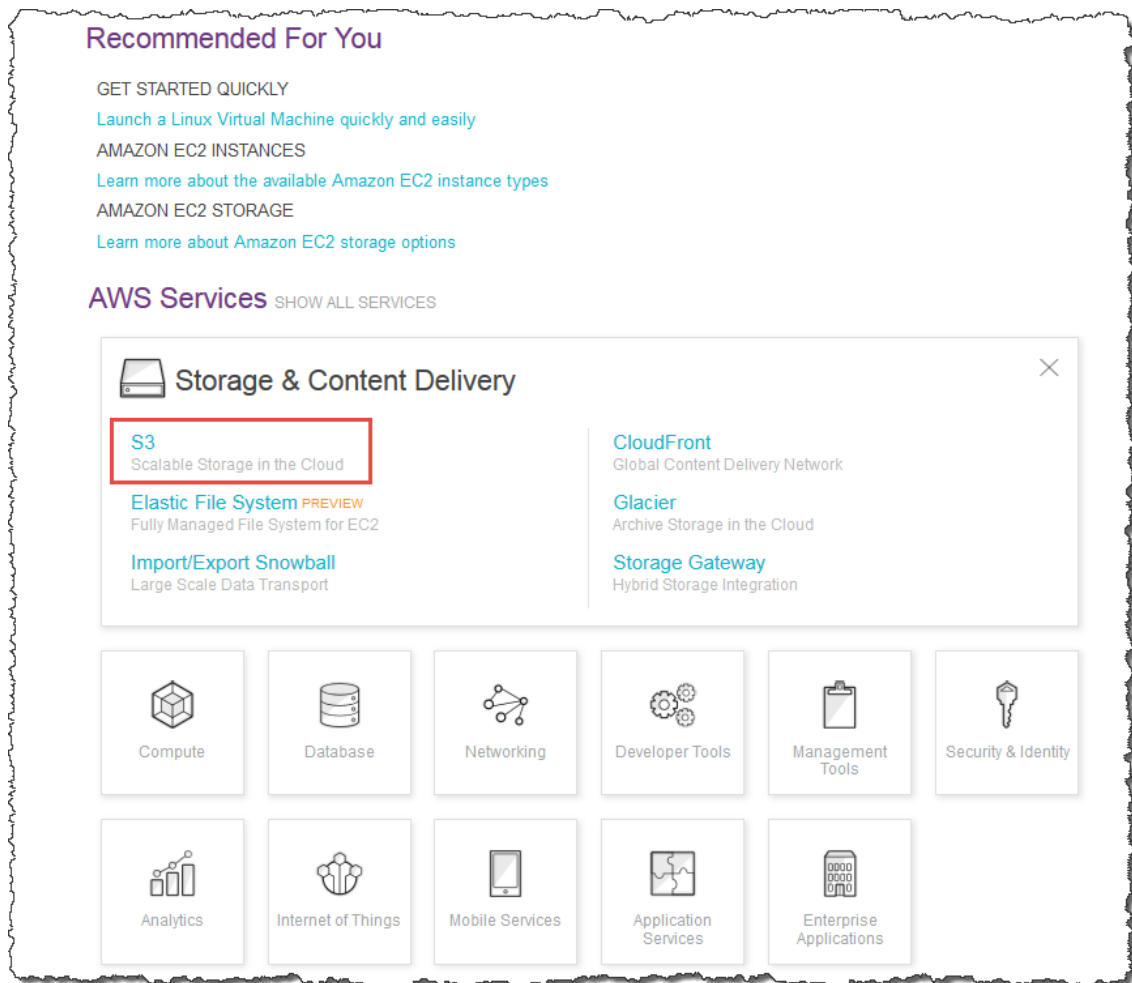 Recommended For You
GET STARTED QUICKLY
Launch a Linux Virtual Machine quickly and easily
AMAZON EC2 INSTANCES
Learn more about the available Amazon EC2 instance types
AMAZON EC2 STORAGE
Learn more about Amazon EC2 storage options
AWS Services SHOW ALL SERVICES
Storage & Content Delivery
S3
Scalable Storage in the Cloud
Elastic File System PREVIEW
Fully Managed File System for EC2
Import/Export Snowball
Large Scale Data Transport
CloudFront
Global Content Delivery Network
Glacier
Archive Storage in the Cloud
Storage Gateway
Hybrid Storage Integration
Compute
Database
Networking
Developer Tools
Management
Tools
Security & Identity
Analytics
Internet of Things
Mobile Services
Application
Services
Enterprise
Applications